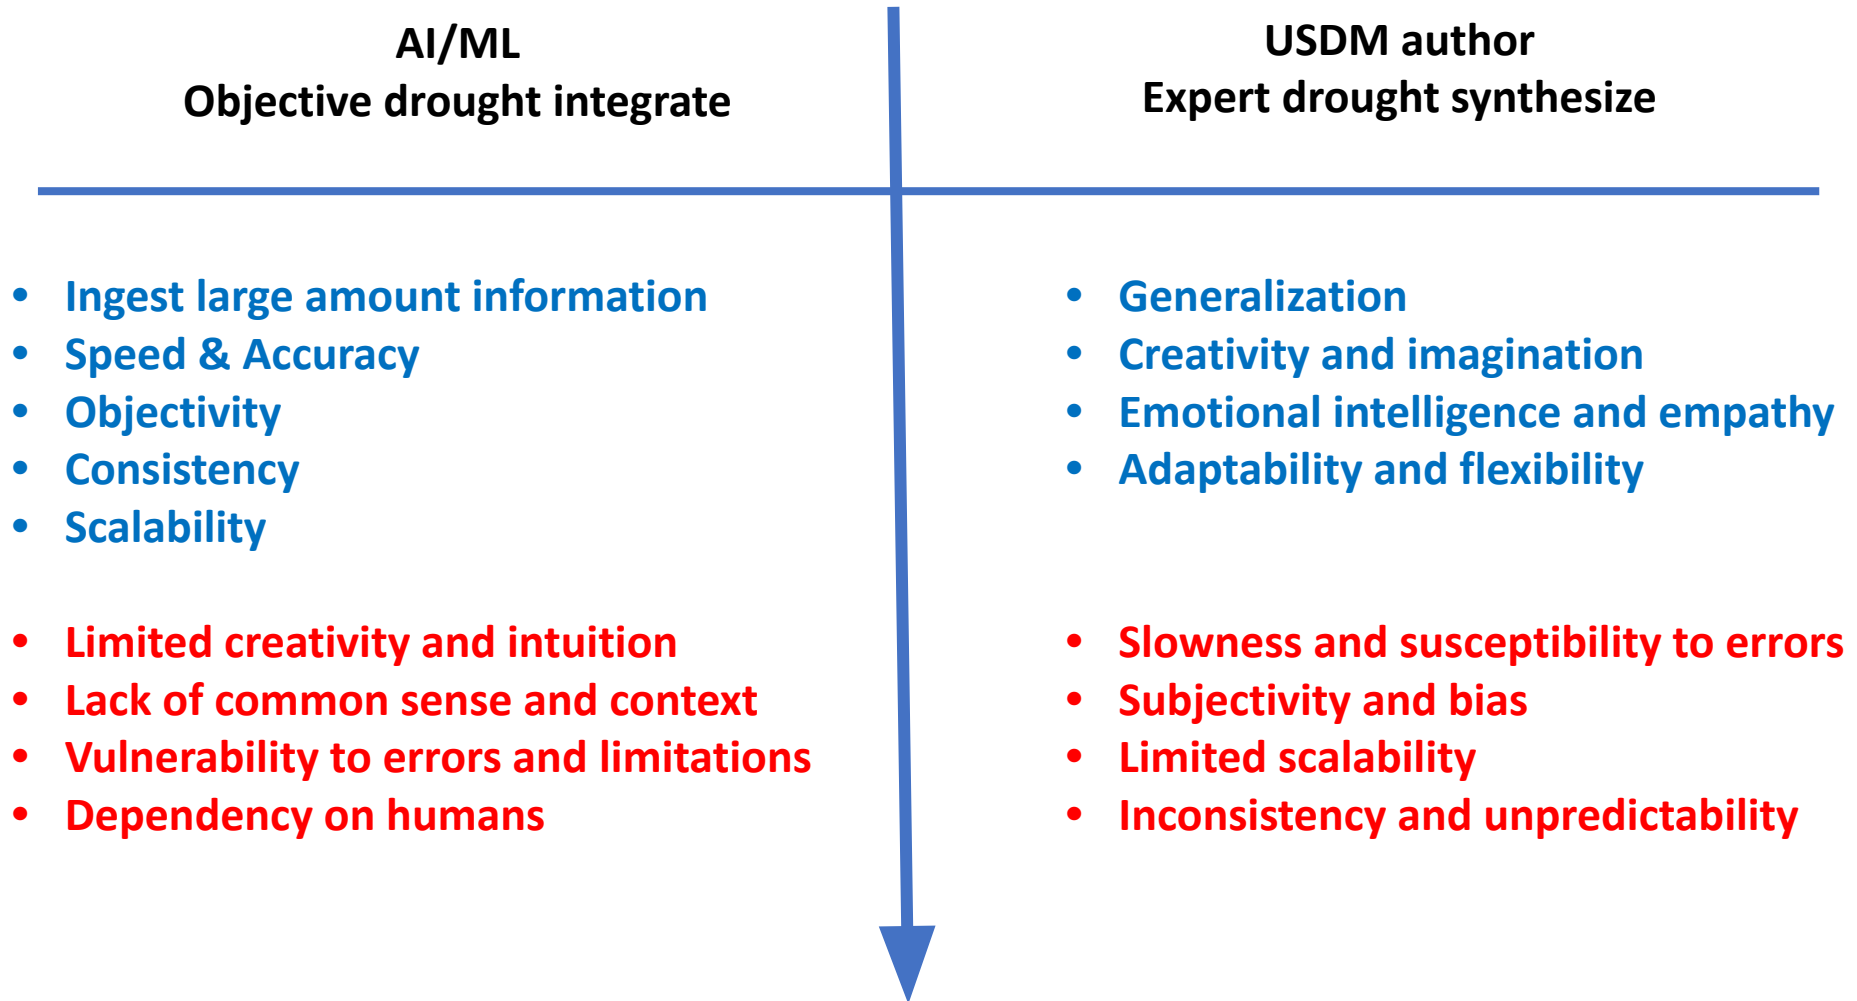 AI/ML
Objective drought integrate
USDM author
Expert drought synthesize
• Ingest large amount information
• Speed & Accuracy
• Objectivity
• Consistency
• Scalability
• Limited creativity and intuition
• Lack of common sense and context
• Vulnerability to errors and limitations
• Dependency on humans
• Generalization
• Creativity and imagination
• Emotional intelligence and empathy
• Adaptability and flexibility
• Slowness and susceptibility to errors
• Subjectivity and bias
• Limited scalability
• Inconsistency and unpredictability